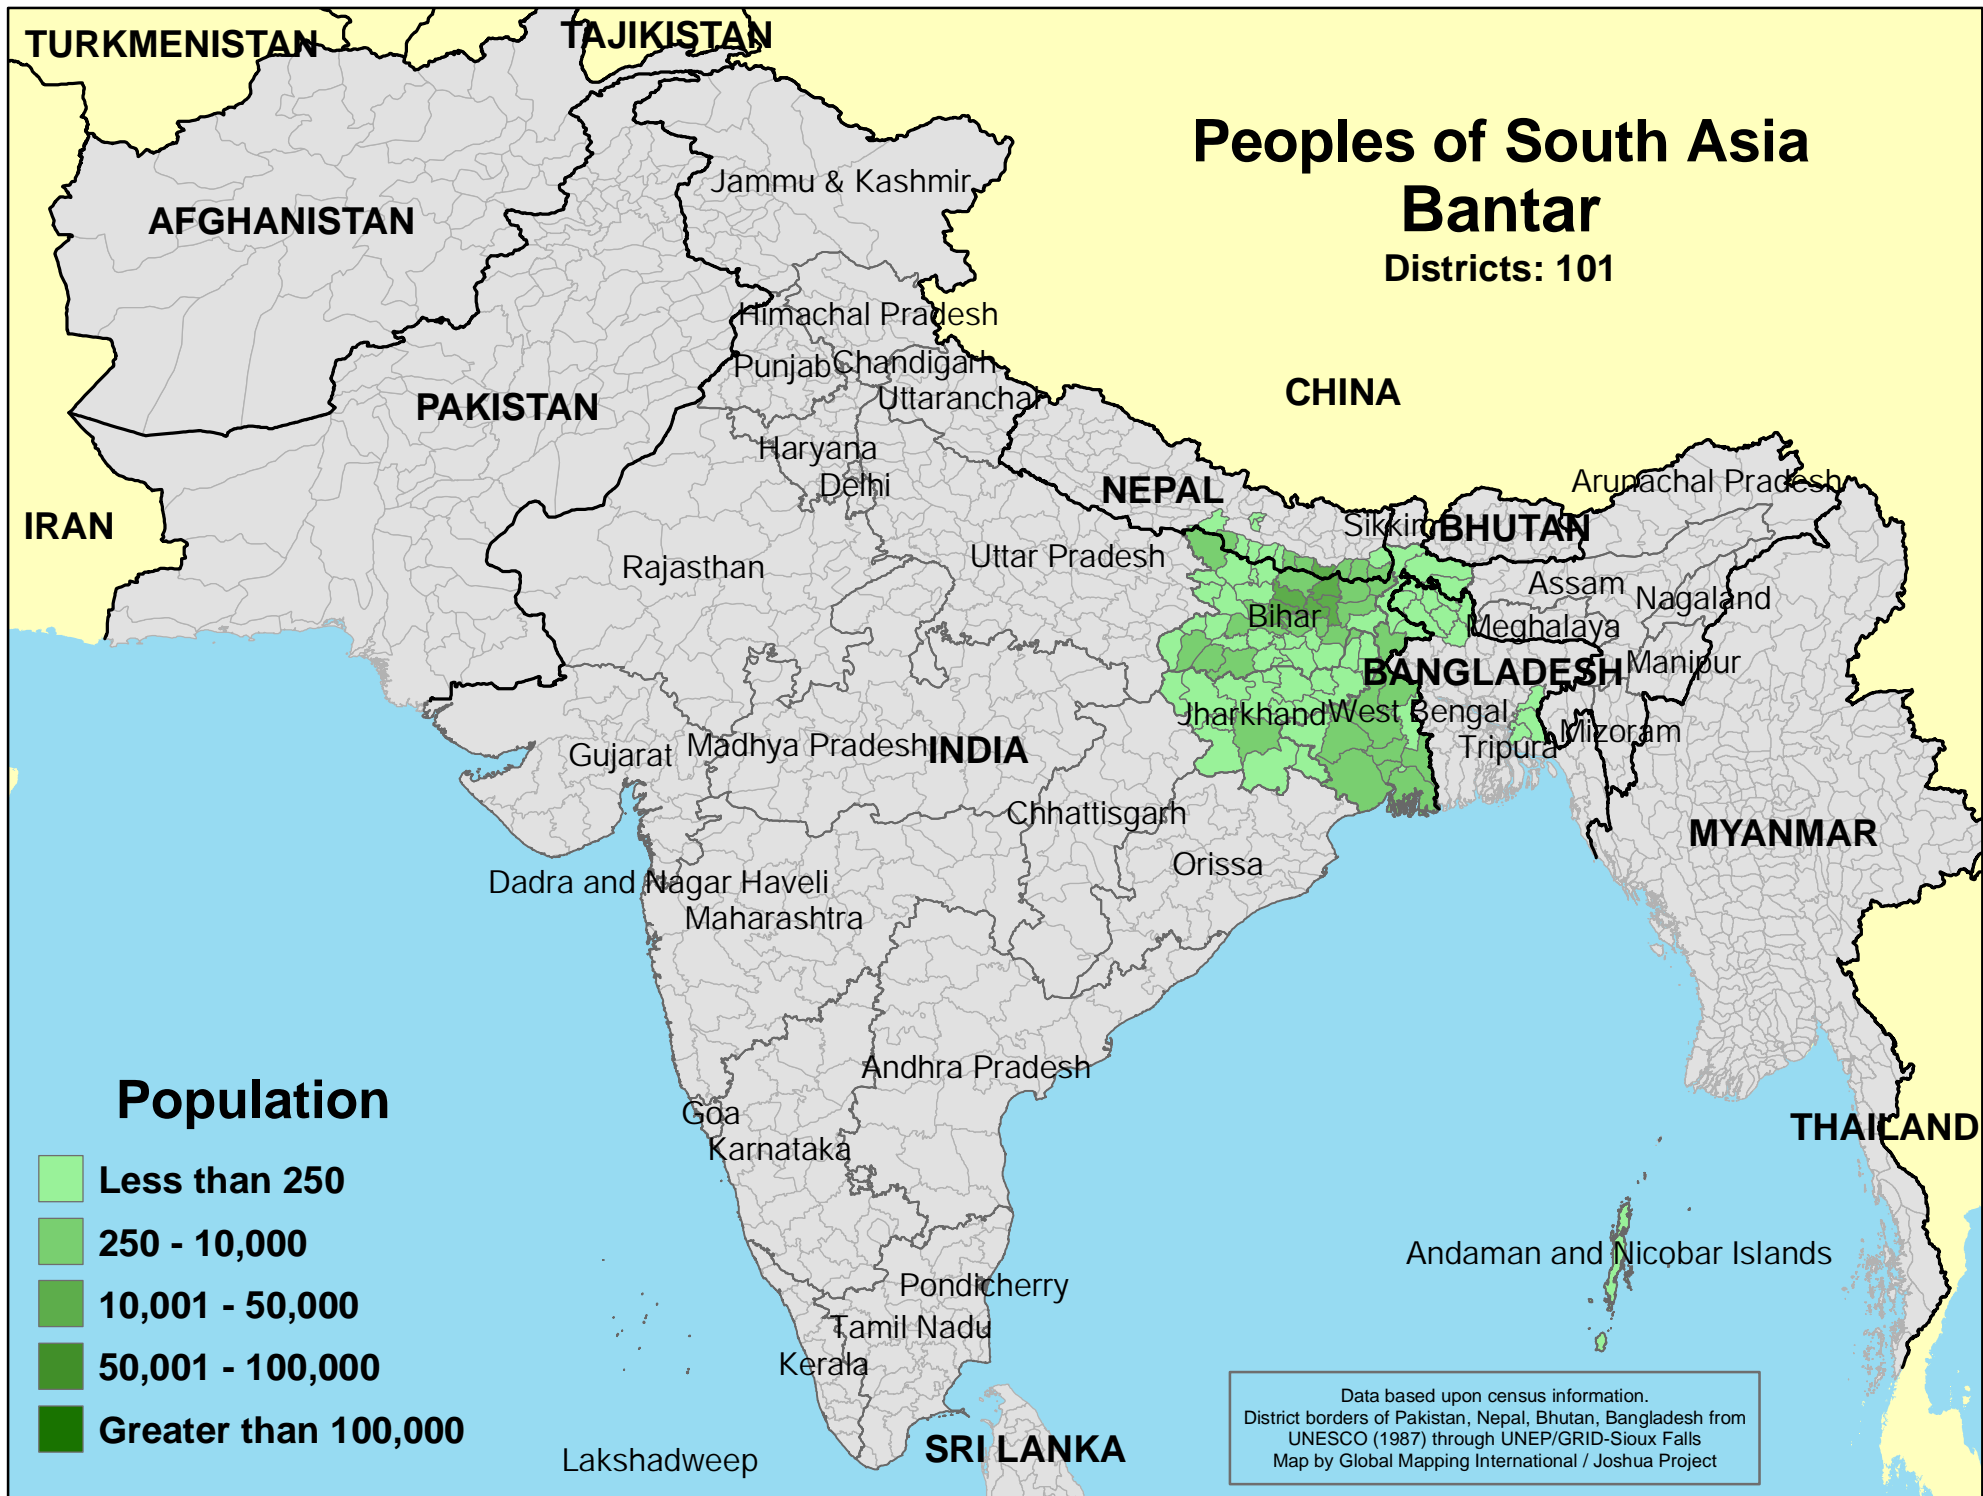 TURKMENISTAN
TAJIKISTAN
Peoples of South Asia
Bantar
Districts: 101
Jammu & Kashmir
AFGHANISTAN
Himachal Pradesh
Punjab
Chandigarh
Uttaranchal
CHINA
PAKISTAN
Haryana
Delhi
NEPAL
Arunachal Pradesh
IRAN
Sikkim
BHUTAN
Rajasthan
Uttar Pradesh
Assam
Nagaland
Bihar
Meghalaya
BANGLADESH
Manipur
Jharkhand
West Bengal
Gujarat
Madhya Pradesh
INDIA
Tripura
Mizoram
Chhattisgarh
MYANMAR
Orissa
Dadra and Nagar Haveli
Maharashtra
Andhra Pradesh
Population
Goa
Karnataka
THAILAND
Less than 250
250 - 10,000
Andaman and Nicobar Islands
Pondicherry
10,001 - 50,000
Tamil Nadu
Kerala
50,001 - 100,000
Greater than 100,000
Lakshadweep
SRI LANKA
Data based upon census information.
District borders of Pakistan, Nepal, Bhutan, Bangladesh from
UNESCO (1987) through UNEP/GRID-Sioux Falls
Map by Global Mapping International / Joshua Project